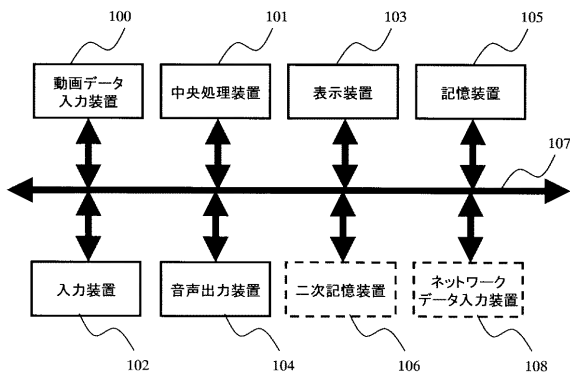 100
101
103
105
動画データ
入力装置
中央処理装置
表示装置
記憶装置
107
入力装置
音声出力装置
二次記憶装置
ネットワーク
データ入力装置
102
104
106
108